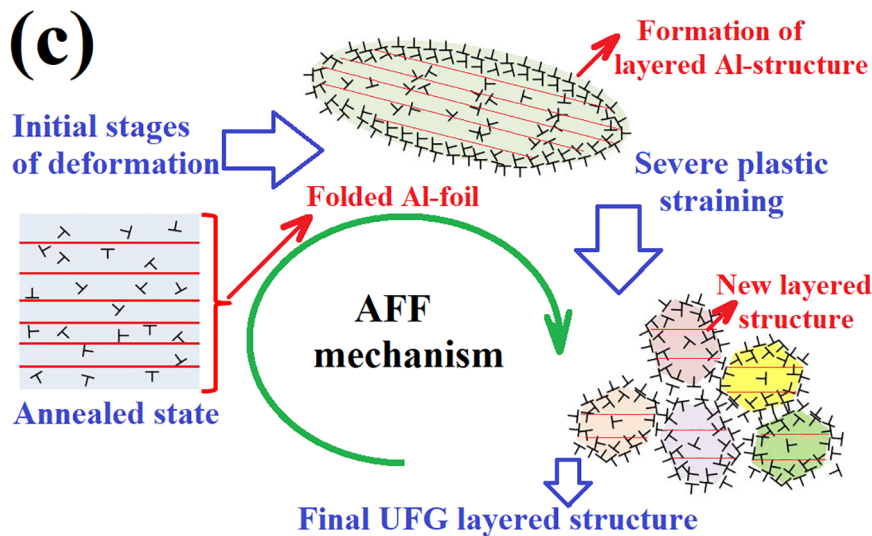 (c)
Formation of
layered Al-structure
Initial stages
of deformation
Severe plastic
straining
Folded Al-foil
New layered
structure
AFF
mechanism
Annealed state
Final UFG layered structure